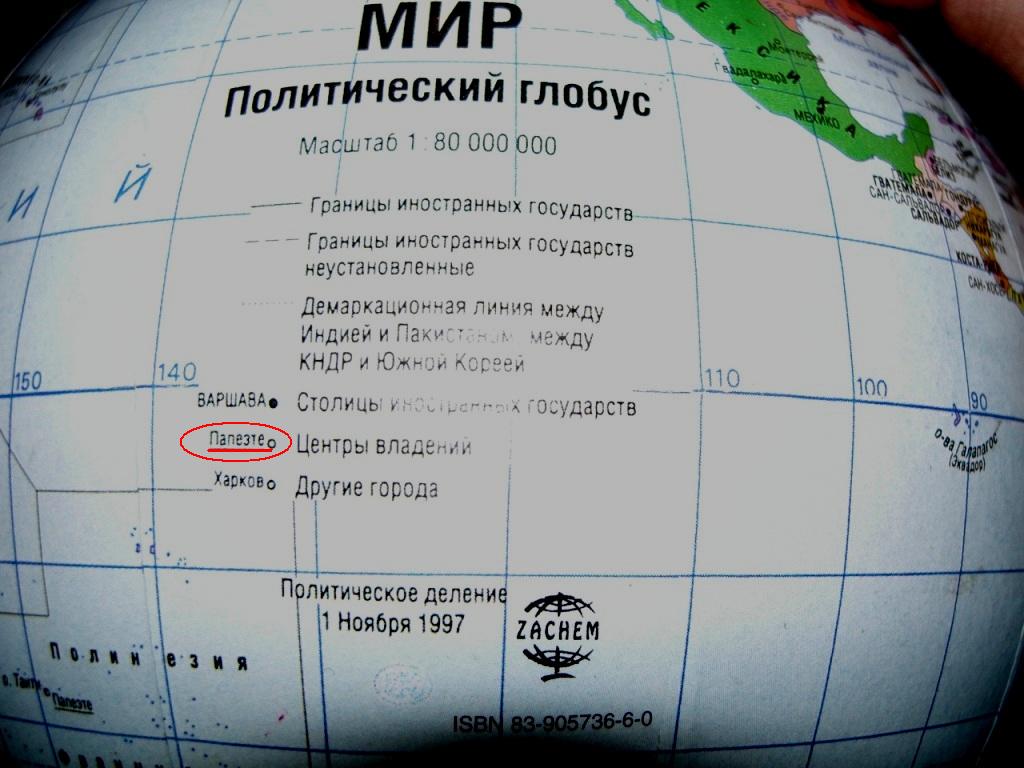 МИР
Политический глобус
Масштаб 1:80 000 000
Границы иностранных государств
Границы иностранных государств
неустановленные
Демаркационная линия между
Индией и Пакистаном, между
КНДР и Южной Кореей
ВАРШАВА Столицы иностранных государств
Папеэте Центры владений
Харьков Другие города
Политическое деление
1 Ноября 1997
ZACHEM
ISBN 83-905736-6-0
150
140
110
100
90
И Й
Гвадалахара
МЕХИКО
ГВАТЕМАЛА
САН-САЛЬВАДОР
САЛЬВАДОР
о-ва Галапагос
(Эквадор)
Полинезия
о. Таити
Папеэте